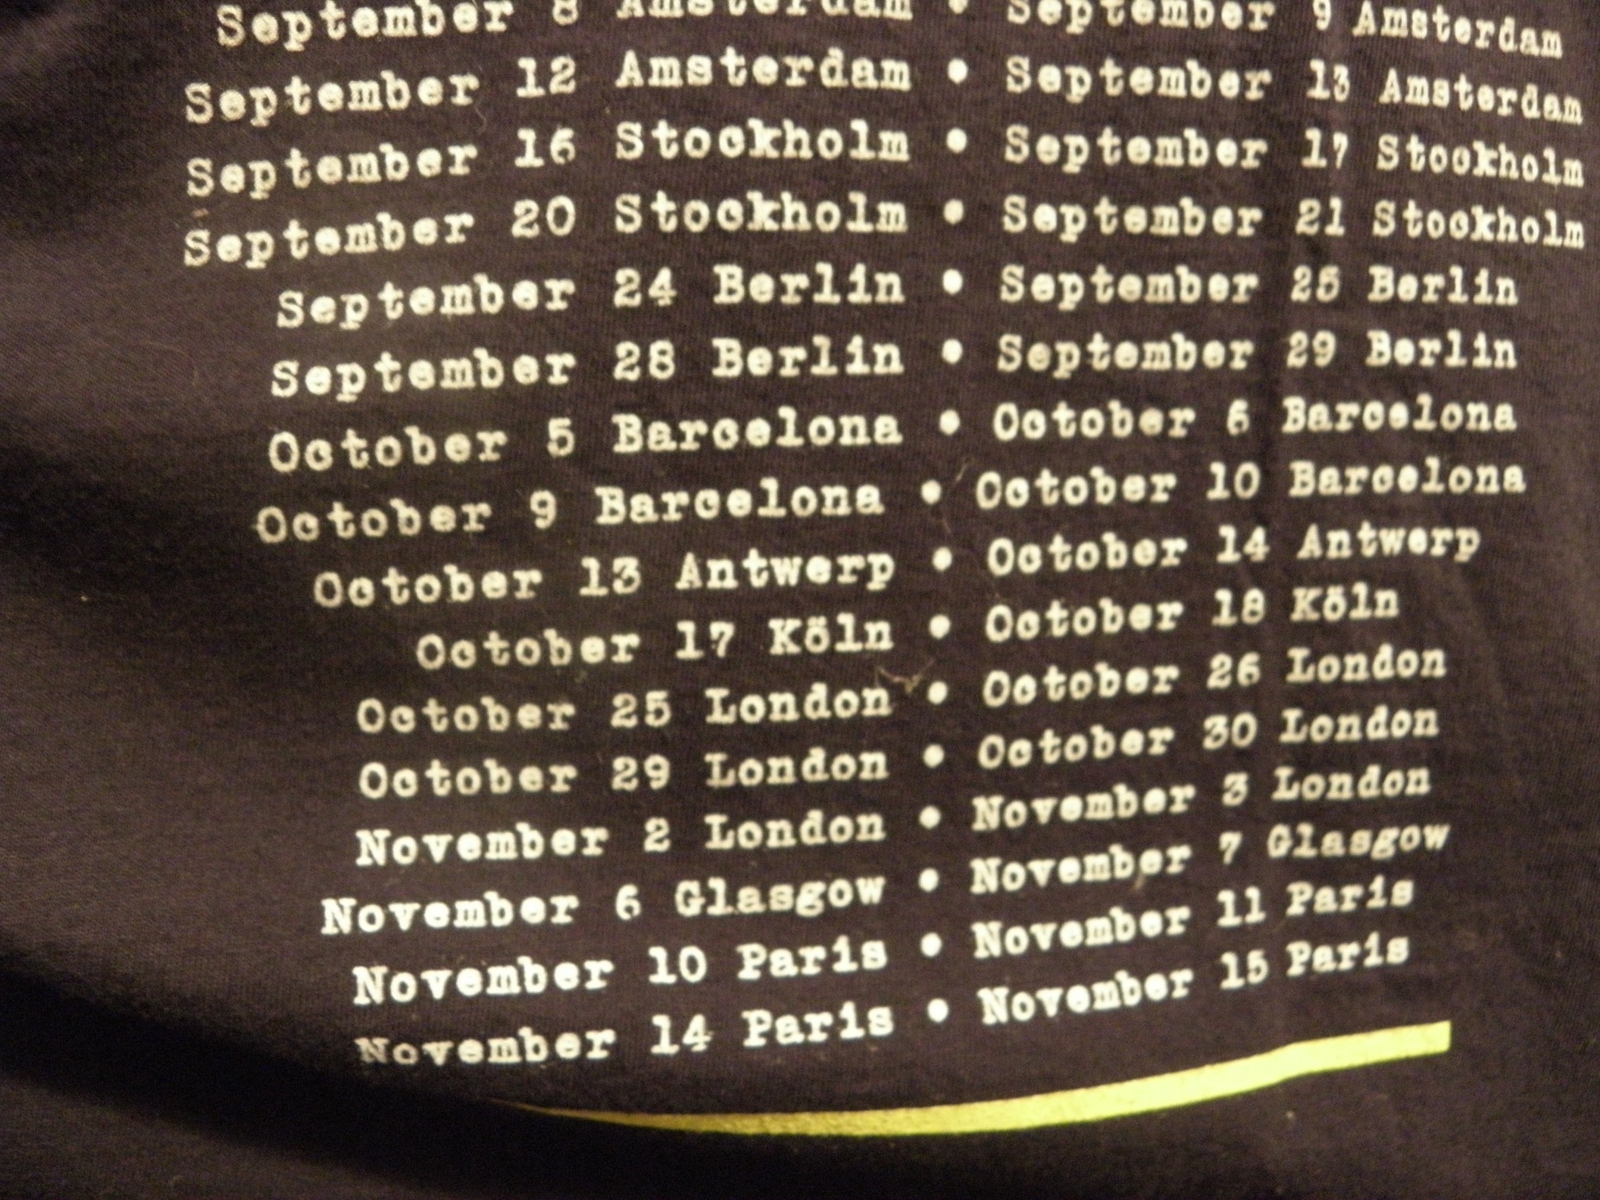 September 8 Amsterdam • September 9 Amsterdam
September 12 Amsterdam • September 13 Amsterdam
September 16 Stockholm • September 17 Stockholm
September 20 Stockholm • September 21 Stockholm
September 24 Berlin • September 25 Berlin
September 28 Berlin • September 29 Berlin
October 5 Barcelona • October 6 Barcelona
October 9 Barcelona • October 10 Barcelona
October 13 Antwerp • October 14 Antwerp
October 17 Köln • October 18 Köln
October 25 London • October 26 London
October 29 London • October 30 London
November 2 London • November 3 London
November 6 Glasgow • November 7 Glasgow
November 10 Paris • November 11 Paris
November 14 Paris • November 15 Paris